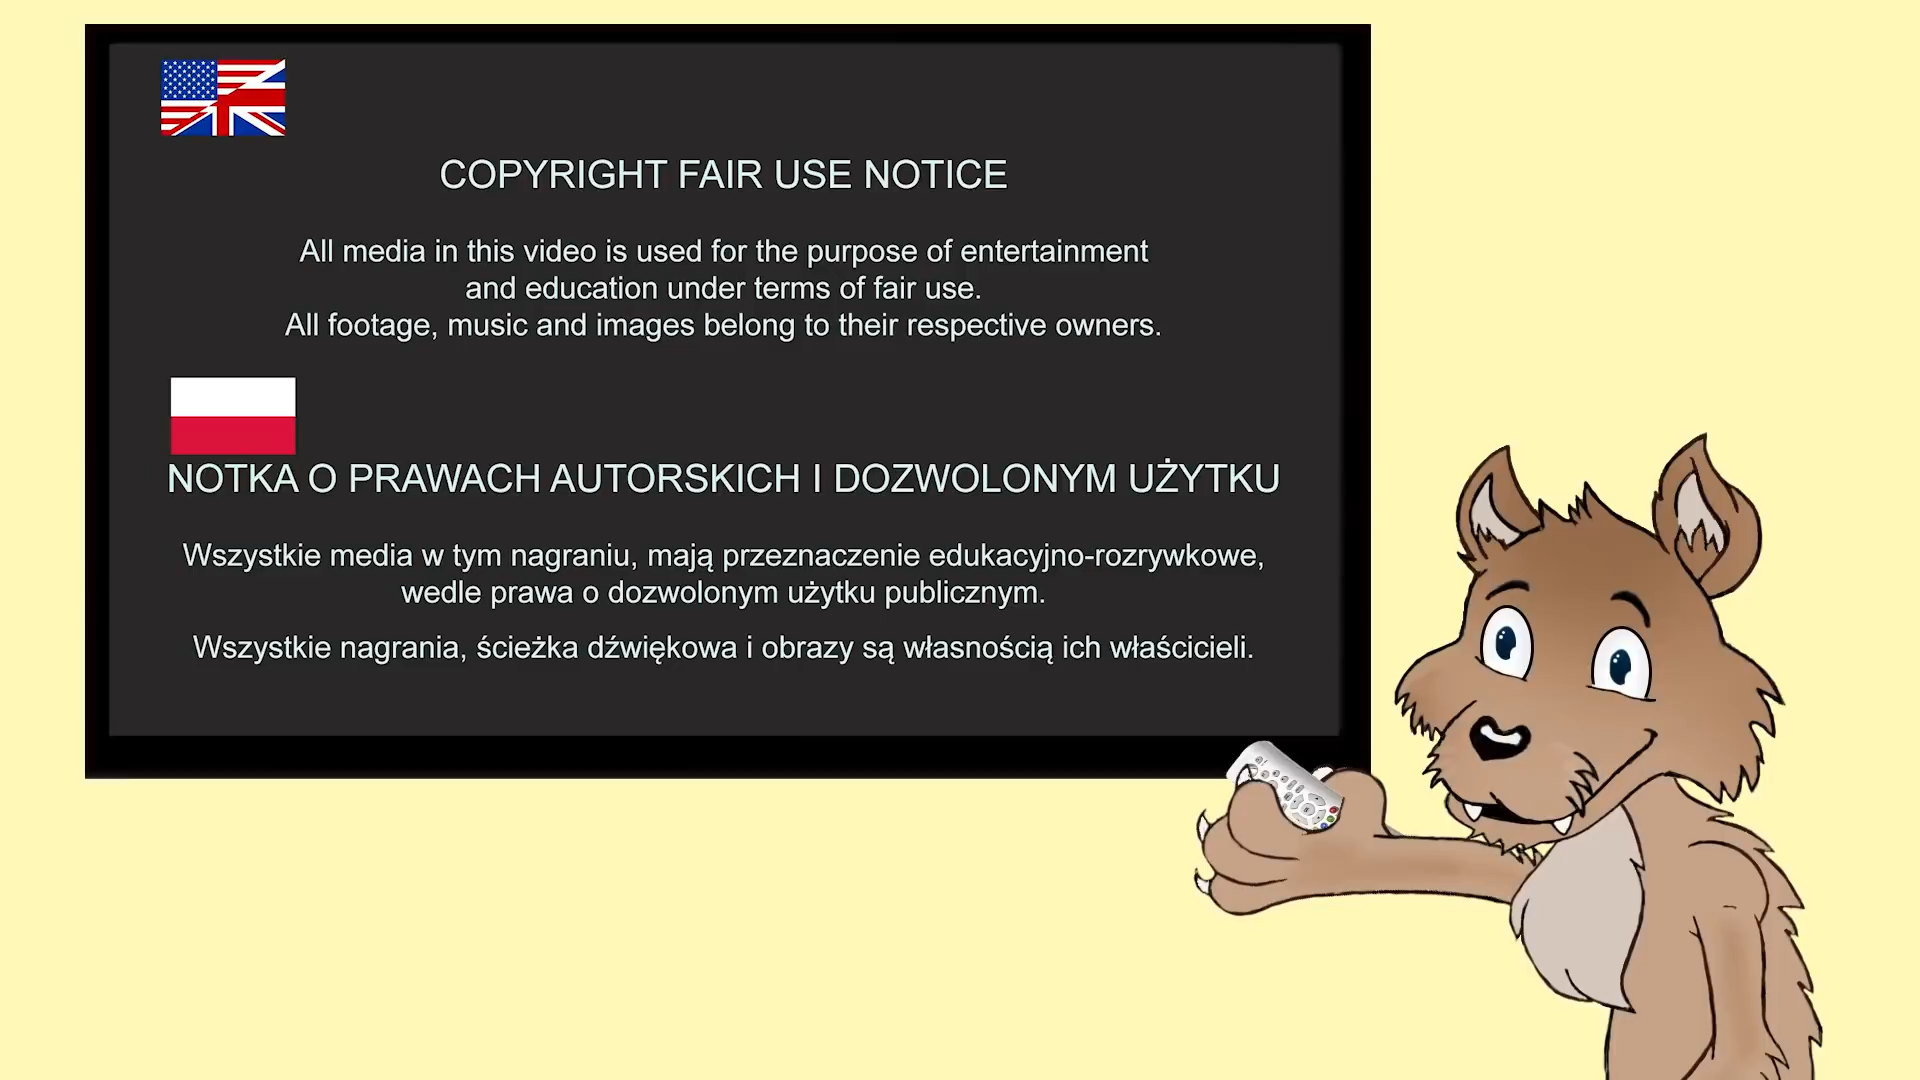 COPYRIGHT FAIR USE NOTICE
All media in this video is used for the purpose of entertainment
and education under terms of fair use.
All footage, music and images belong to their respective owners.
NOTKA O PRAWACH AUTORSKICH I DOZWOLONYM UŻYTKU
Wszystkie media w tym nagraniu, mają przeznaczenie edukacyjno-rozrywkowe,
wedle prawa o dozwolonym użytku publicznym.
Wszystkie nagrania, ścieżka dźwiękowa i obrazy są własnością ich właścicieli.